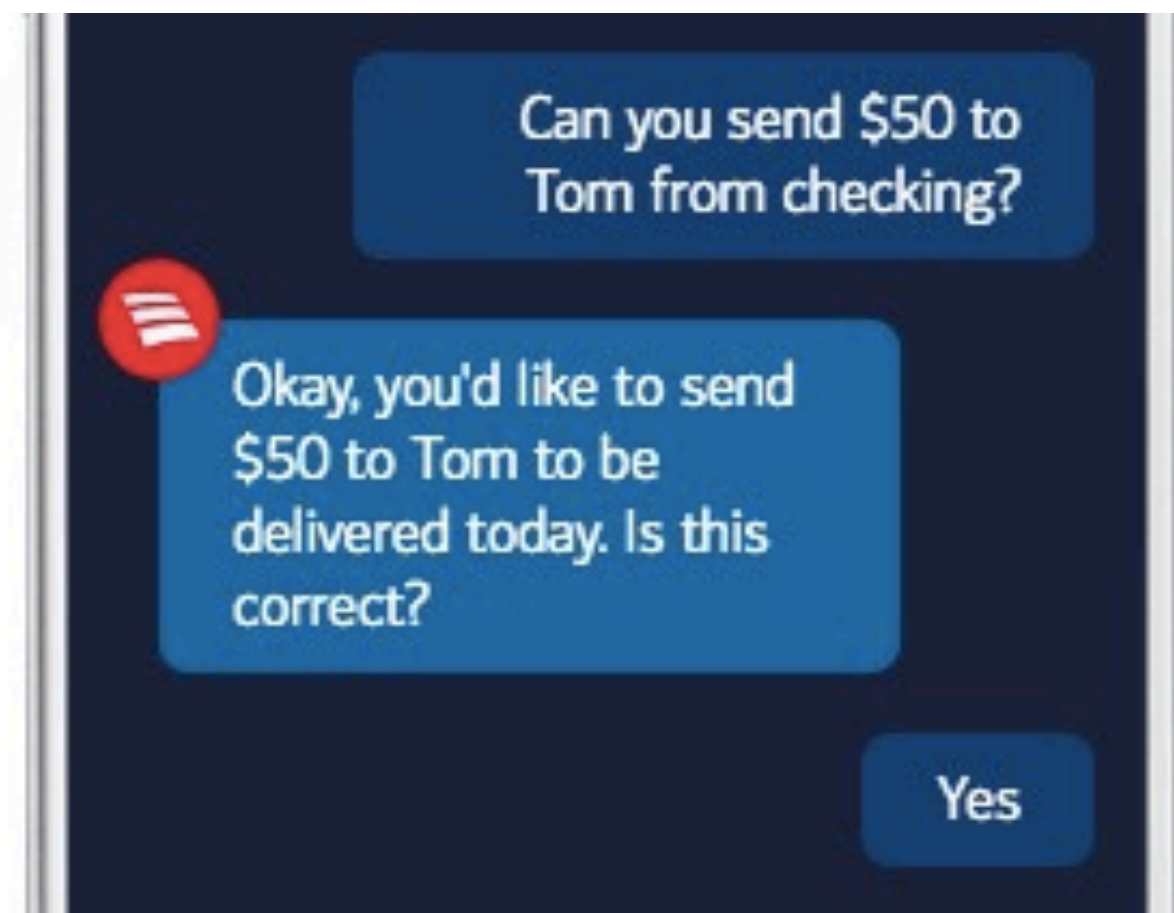 Can you send $50 to
Tom from checking?
Okay, you'd like to send
$50 to Tom to be
delivered today. Is this
correct?
Yes